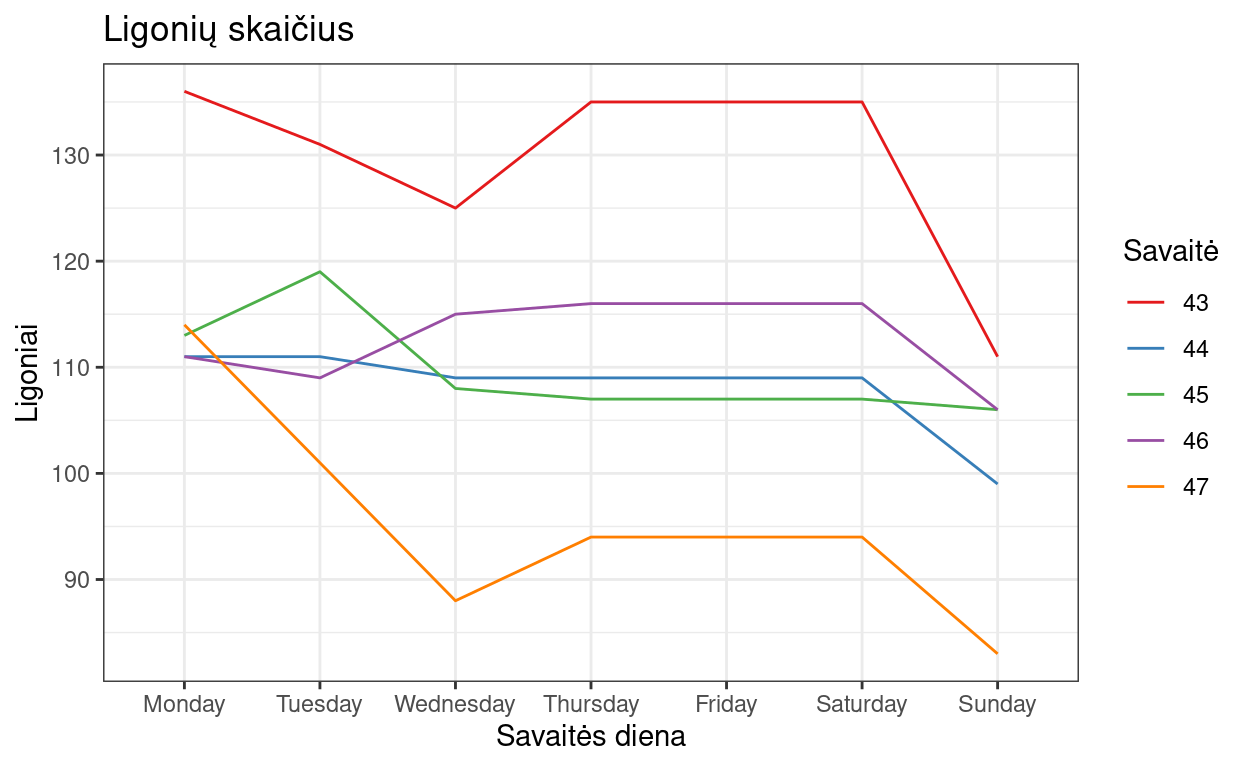 Ligonių skaičius
Ligoniai
130
120
110
100
90
Monday Tuesday Wednesday Thursday Friday Saturday Sunday
Savaitės diena
Savaitė
43
44
45
46
47